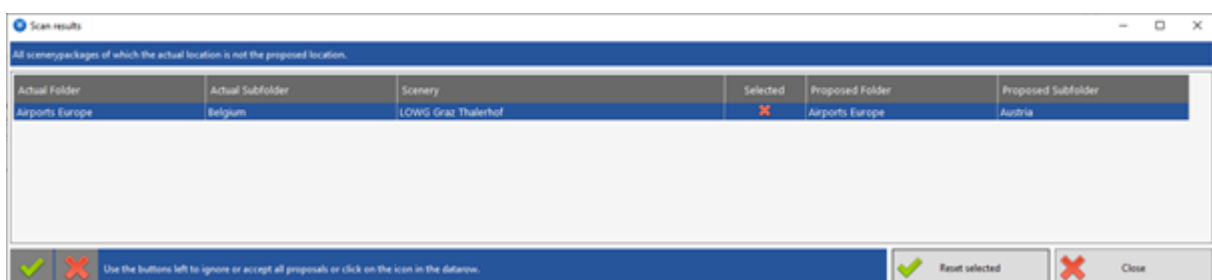 Scan results
All scenerypackages of which the actual location is not the proposed location.
Actual Folder Actual Subfolder Scenery Selected Proposed Folder Proposed Subfolder
Airports Europe Belgium LOWG Graz Thalerhof Airports Europe Austria
Use the buttons left to ignore or accept all proposals or click on the icon in the datarow. Reset selected Close